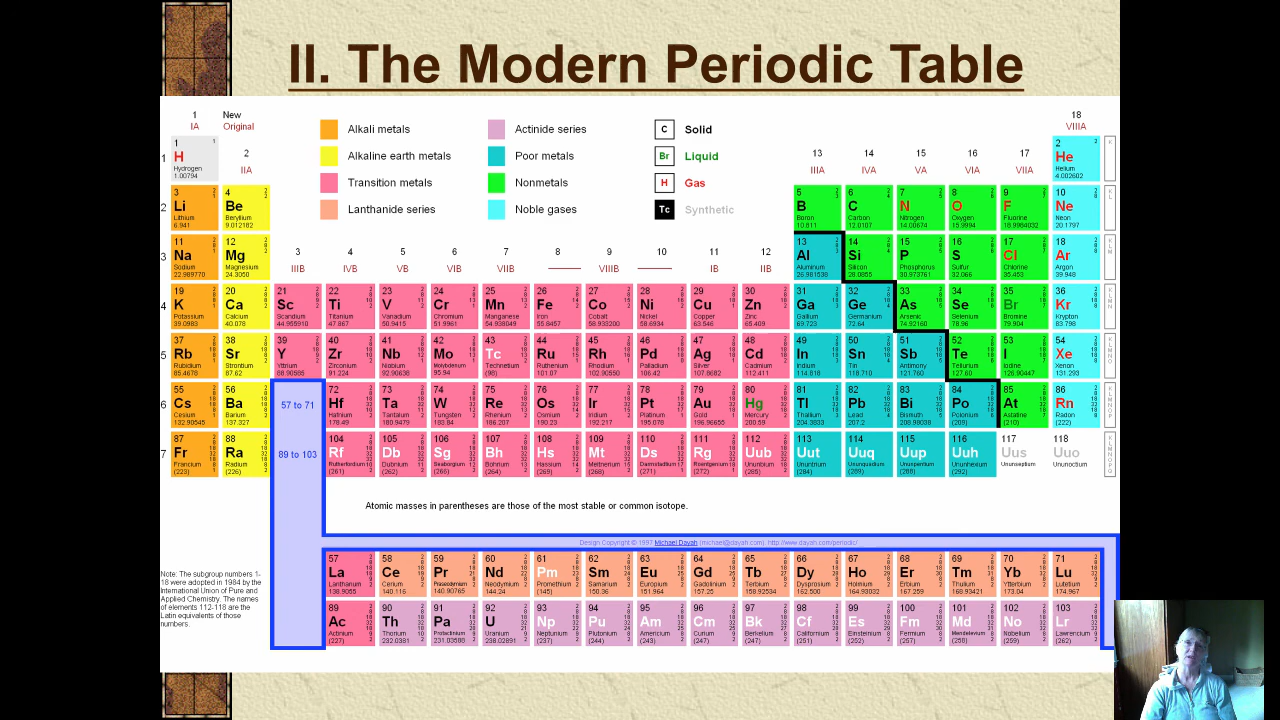 II. The Modern Periodic Table
1 New
IA Original
18
VIIIA
Alkali metals
Alkaline earth metals
Transition metals
Lanthanide series
Actinide series
Poor metals
Nonmetals
Noble gases
C Solid
Br Liquid
H Gas
Tc Synthetic
2
IIA
13 14 15 16 17
IIIA IVA VA VIA VIIA
3 4 5 6 7 8 9 10 11 12
IIIB IVB VB VIB VIIB VIIIB IB IIB
1
1 2
H He
Hydrogen Helium
1.00794 4.002602
2
3 4 5 6 7 8 9 10
Li Be B C N O F Ne
Lithium Beryllium Boron Carbon Nitrogen Oxygen Fluorine Neon
6.941 9.012182 10.811 12.0107 14.00674 15.9994 18.9984032 20.1797
3
11 12 13 14 15 16 17 18
Na Mg Al Si P S Cl Ar
Sodium Magnesium Aluminum Silicon Phosphorus Sulfur Chlorine Argon
22.989770 24.3050 26.981538 28.0855 30.973761 32.066 35.453 39.948
4
19 20 21 22 23 24 25 26 27 28 29 30 31 32 33 34 35 36
K Ca Sc Ti V Cr Mn Fe Co Ni Cu Zn Ga Ge As Se Br Kr
Potassium Calcium Scandium Titanium Vanadium Chromium Manganese Iron Cobalt Nickel Copper Zinc Gallium Germanium Arsenic Selenium Bromine Krypton
39.0983 40.078 44.955910 47.867 50.9415 51.9961 54.938049 55.8457 58.933200 58.6934 63.546 65.409 69.723 72.64 74.92160 78.96 79.904 83.798
5
37 38 39 40 41 42 43 44 45 46 47 48 49 50 51 52 53 54
Rb Sr Y Zr Nb Mo Tc Ru Rh Pd Ag Cd In Sn Sb Te I Xe
Rubidium Strontium Yttrium Zirconium Niobium Molybdenum Technetium Ruthenium Rhodium Palladium Silver Cadmium Indium Tin Antimony Tellurium Iodine Xenon
85.4678 87.62 88.90585 91.224 92.90638 95.94 (98) 101.07 102.90550 106.42 107.8682 112.411 114.818 118.710 121.760 127.60 126.90447 131.293
6
55 56 57 to 71 72 73 74 75 76 77 78 79 80 81 82 83 84 85 86
Cs Ba Hf Ta W Re Os Ir Pt Au Hg Tl Pb Bi Po At Rn
Cesium Barium Hafnium Tantalum Tungsten Rhenium Osmium Iridium Platinum Gold Mercury Thallium Lead Bismuth Polonium Astatine Radon
132.90545 137.327 178.49 180.9479 183.84 186.207 190.23 192.217 195.078 196.96655 200.59 204.3833 207.2 208.98038 (209) (210) (222)
7
87 88 89 to 103 104 105 106 107 108 109 110 111 112 113 114 115 116 117 118
Fr Ra Rf Db Sg Bh Hs Mt Ds Rg Uub Uut Uuq Uup Uuh Uus Uuo
Francium Radium Rutherfordium Dubnium Seaborgium Bohrium Hassium Meitnerium Darmstadtium Roentgenium Ununbium Ununtrium Ununquadium Ununpentium Ununhexium Ununseptium Ununoctium
(223) (226) (261) (262) (266) (264) (269) (268) (271) (272) (285) (284) (289) (288) (292)
Atomic masses in parentheses are those of the most stable or common isotope.
Design Copyright © 1997 Michael Dayah (michael@dayah.com). http://www.dayah.com/periodic/
57 58 59 60 61 62 63 64 65 66 67 68 69 70 71
La Ce Pr Nd Pm Sm Eu Gd Tb Dy Ho Er Tm Yb Lu
Lanthanum Cerium Praseodymium Neodymium Promethium Samarium Europium Gadolinium Terbium Dysprosium Holmium Erbium Thulium Ytterbium Lutetium
138.9055 140.116 140.90765 144.24 (145) 150.36 151.964 157.25 158.92534 162.500 164.93032 167.259 168.93421 173.04 174.967
89 90 91 92 93 94 95 96 97 98 99 100 101 102 103
Ac Th Pa U Np Pu Am Cm Bk Cf Es Fm Md No Lr
Actinium Thorium Protactinium Uranium Neptunium Plutonium Americium Curium Berkelium Californium Einsteinium Fermium Mendelevium Nobelium Lawrencium
(227) 232.0381 231.03588 238.02891 (237) (244) (243) (247) (247) (251) (252) (257) (258) (259) (262)
Note: The subgroup numbers 1-
18 were adopted in 1984 by the
International Union of Pure and
Applied Chemistry. The names
of elements 112-118 are the
Latin equivalents of those
numbers.